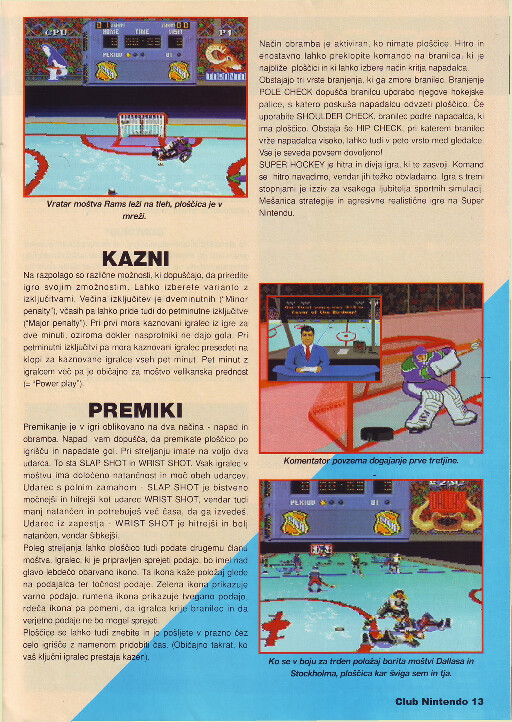 CPU
HOME TIME VISIT
P1
PERIOD
Vratar moštva Rams leži na tleh, ploščica je v
mreži.
KAZNI
Na razpolago so različne možnosti, ki dopuščajo, da priredite
igro svojim zmožnostim. Lahko izberete varianto z
izključitvami. Večina izključitev je dveminutnih ("Minor
penalty"), včasih pa lahko pride tudi do petminutne izključitve
("Major penalty"). Pri prvi mora kaznovani igralec iz igre za
dve minuti, oziroma dokler nasprotniki ne dajo gola. Pri
petminutni izključitvi pa mora kaznovani igralec presedeti na
klopi za kaznovane igralce vseh pet minut. Pet minut z
igralcem več pa je običajno za moštvo velikanska prednost
(= "Power play").
PREMIKI
Premikanje je v igri oblikovano na dva načina - napad in
obramba. Napad vam dopušča, da premikate ploščico po
igrišču in napadate gol. Pri streljanju imate na voljo dva
udarca. To sta SLAP SHOT in WRIST SHOT. Vsak igralec v
moštvu ima določeno natančnost in moč obeh udarcev.
Udarec s polnim zamahom - SLAP SHOT je bistveno
močnejši in hitrejši kot udarec WRIST SHOT, vendar tudi
manj natančen in potrebuješ več časa, da ga izvedeš.
Udarec iz zapestja - WRIST SHOT je hitrejši in bolj
natančen, vendar šibkejši.
Poleg streljanja lahko ploščico tudi podate drugemu članu
moštva. Igralec, ki je pripravljen sprejeti podajo, bo imel nad
glavo lebdečo obarvano ikono. Ta ikona kaže položaj glede
na podajalca ter točnost podaje. Zelena ikona prikazuje
varno podajo, rumena ikona prikazuje tvegano podajo,
rdeča ikona pa pomeni, da igralca krije branilec in da
verjetno podaje ne bo mogel sprejeti.
Ploščice se lahko tudi znebite in jo pošljete v prazno čez
celo igrišče z namenom pridobiti čas. (Običajno takrat, ko
vaš ključni igralec prestaja kazen).
Način obramba je aktiviran, ko nimate ploščice. Hitro in
enostavno lahko preklopite komando na branilca, ki je
najbližje ploščici in ki lahko izbere način kritja napadalca.
Obstajajo tri vrste branjenja, ki ga zmore branilec. Branjenje
POLE CHECK dopušča branilcu uporabo njegove hokejske
palice, s katero poskuša napadalcu odvzeti ploščico. Če
uporabite SHOULDER CHECK, branilec podre napadalca, ki
ima ploščico. Obstaja še HIP CHECK, pri katerem branilec
vrže napadalca visoko, lahko tudi v peto vrsto med gledalce.
Vse je seveda povsem dovoljeno!
SUPER HOCKEY je hitra in divja igra, ki te zasvoji. Komand
se hitro navadimo, vendar jih težko obvladamo. Igra s tremi
stopnjami je izziv za vsakega ljubitelja športnih simulacij.
Mešanica strategije in agresivne realistične igre na Super
Nintendu.
Komentator povzema dogajanje prve tretjine.
PERIOD 01
Ko se v boju za trden položaj borita moštvi Dallasa in
Stockholma, ploščica kar šviga sem in tja.
Club Nintendo 13